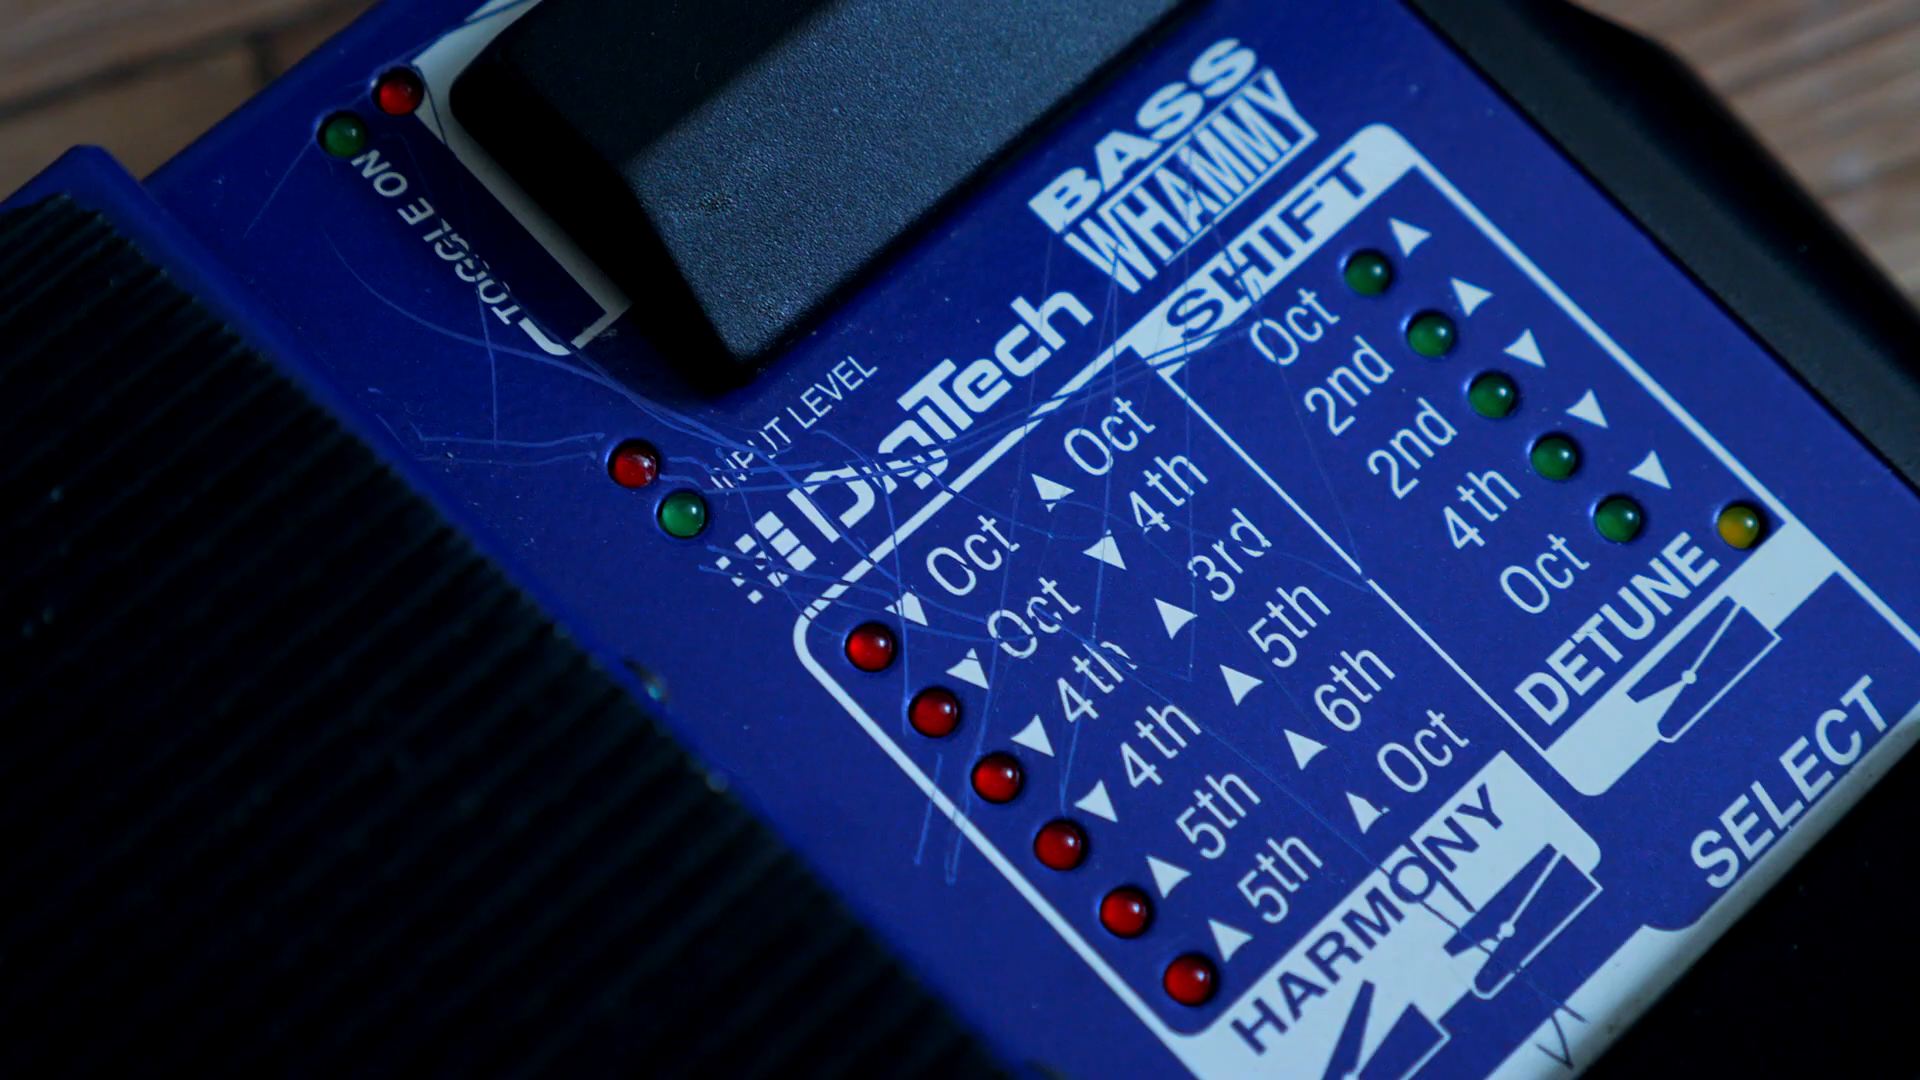 TOGGLE ON
INPUT LEVEL
BASS
WHAMMY
DigiTech
SHIFT
Oct ▲
2nd ▲
2nd ▼
4th ▼
Oct ▼
DETUNE
▼ Oct ▲ Oct
▼ Oct ▼ 4th
▼ 4th ▲ 3rd
▼ 4th ▲ 5th
▲ 5th ▲ 6th
▲ 5th ▲ Oct
HARMONY
SELECT